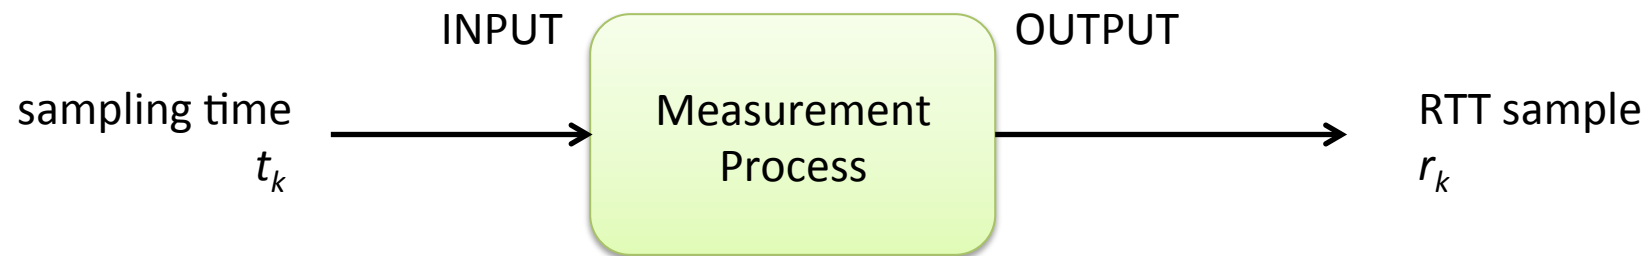 INPUT
OUTPUT
sampling time
t_k
Measurement
Process
RTT sample
r_k